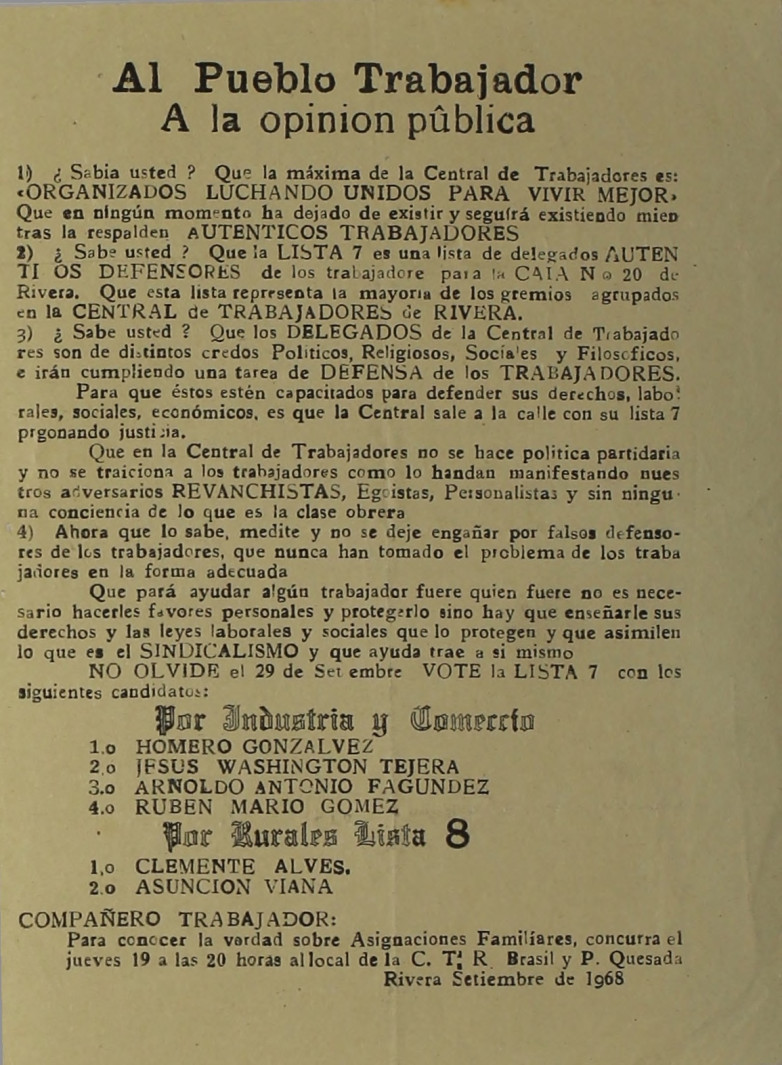 Al Pueblo Trabajador
A la opinion pûblica
1) ¿ Sabia usted ? Que la máxima de la Central de Trabajadores es:
«ORGANIZADOS LUCHANDO UNIDOS PARA VIVIR MEJOR»
Que en ningún momento ha dejado de existir y seguirá existiendo mien
tras la respalden AUTENTICOS TRABAJADORES
2) ¿ Sabe usted ? Que la LISTA 7 es una lista de delegados AUTEN
TI OS DEFENSORES de los trabajadore para la CAJA N o 20 de
Rivera. Que esta lista representa la mayoria de los gremios agrupados
en la CENTRAL de TRABAJADORES de RIVERA.
3) ¿ Sabe usted ? Que los DELEGADOS de la Central de Trabajado
res son de distintos credos Politicos, Religiosos, Sociales y Filosoficos,
e irán cumpliendo una tarea de DEFENSA de los TRABAJADORES.
Para que éstos estén capacitados para defender sus derechos, labo
rales, sociales, económicos, es que la Central sale a la calle con su lista 7
prgonando justicia.
Que en la Central de Trabajadores no se hace politica partidaria
y no se traiciona a los trabajadores como lo handan manifestando nues
tros adversarios REVANCHISTAS, Egoistas, Personalistas y sin ningu
na conciencia de lo que es la clase obrera
4) Ahora que lo sabe, medite y no se deje engañar por falsos defenso-
res de los trabajadores, que nunca han tomado el problema de los traba
jadores en la forma adecuada
Que pará ayudar algún trabajador fuere quien fuere no es nece-
sario hacerles favores personales y protegerlo sino hay que enseñarle sus
derechos y las leyes laborales y sociales que lo protegen y que asimilen
lo que es el SINDICALISMO y que ayuda trae a si mismo
NO OLVIDE el 29 de Set embre VOTE la LISTA 7 con los
siguientes candidatos:
Por Industria y Comercio
1.o HOMERO GONZALVEZ
2.o JESUS WASHINGTON TEJERA
3.o ARNOLDO ANTONIO FAGUNDEZ
4.o RUBEN MARIO GOMEZ
Por Rurales Lista 8
1,o CLEMENTE ALVES.
2.o ASUNCION VIANA
COMPAÑERO TRABAJADOR:
Para conocer la verdad sobre Asignaciones Familíares, concurra el
jueves 19 a las 20 horas al local de la C. T. R. Brasil y P. Quesada
Rivera Setiembre de 1968